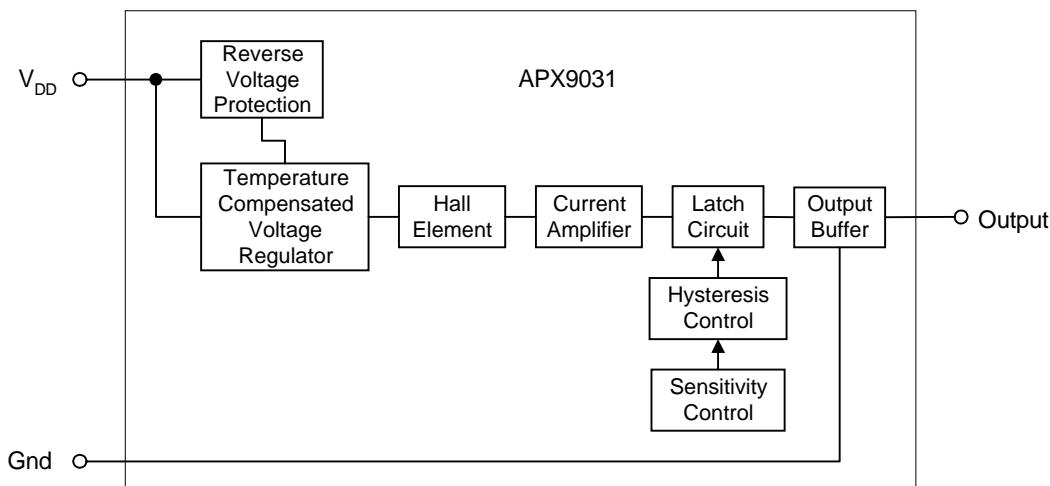 Reverse
Voltage
Protection
APX9031
V_DD
Temperature
Compensated
Voltage
Regulator
Hall
Element
Current
Amplifier
Latch
Circuit
Output
Buffer
Output
Hysteresis
Control
Sensitivity
Control
Gnd